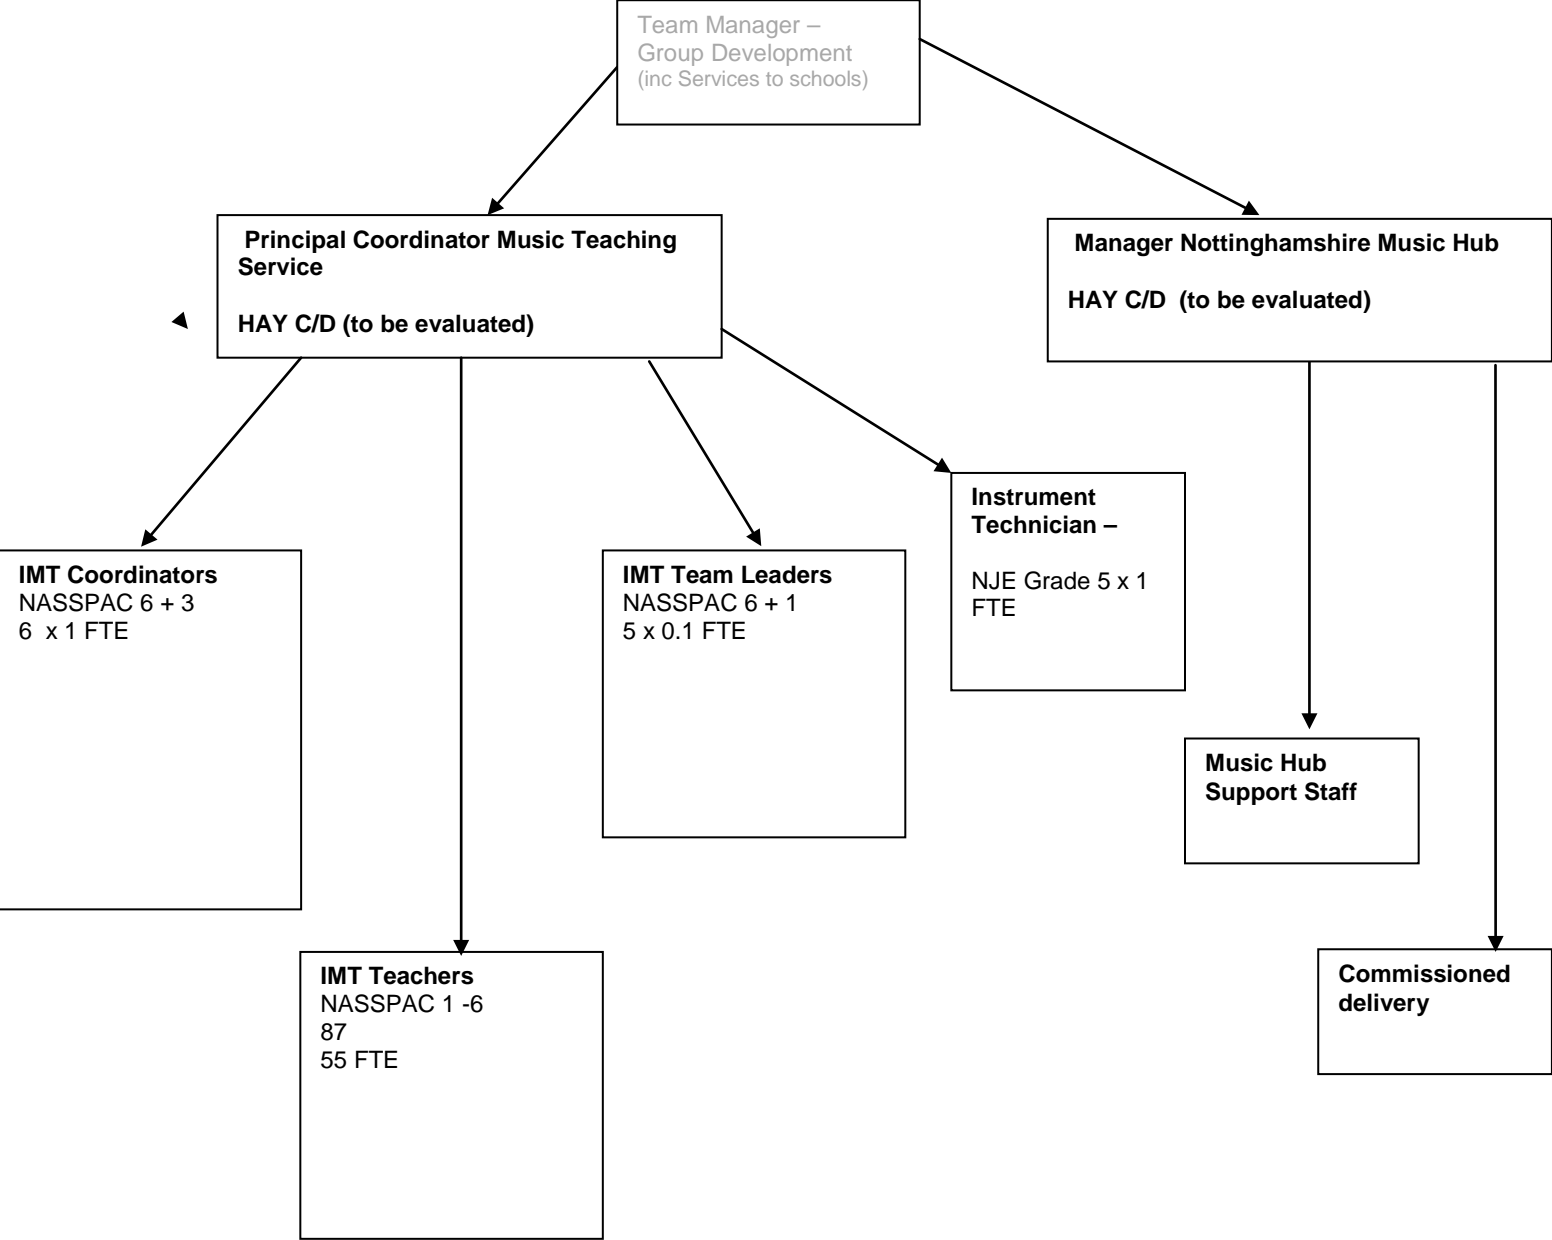 Team Manager –
Group Development
(inc Services to schools)
Principal Coordinator Music Teaching
Service
HAY C/D (to be evaluated)
Manager Nottinghamshire Music Hub
HAY C/D (to be evaluated)
IMT Coordinators
NASSPAC 6 + 3
6 x 1 FTE
IMT Team Leaders
NASSPAC 6 + 1
5 x 0.1 FTE
Instrument
Technician –
NJE Grade 5 x 1
FTE
Music Hub
Support Staff
IMT Teachers
NASSPAC 1 -6
87
55 FTE
Commissioned
delivery